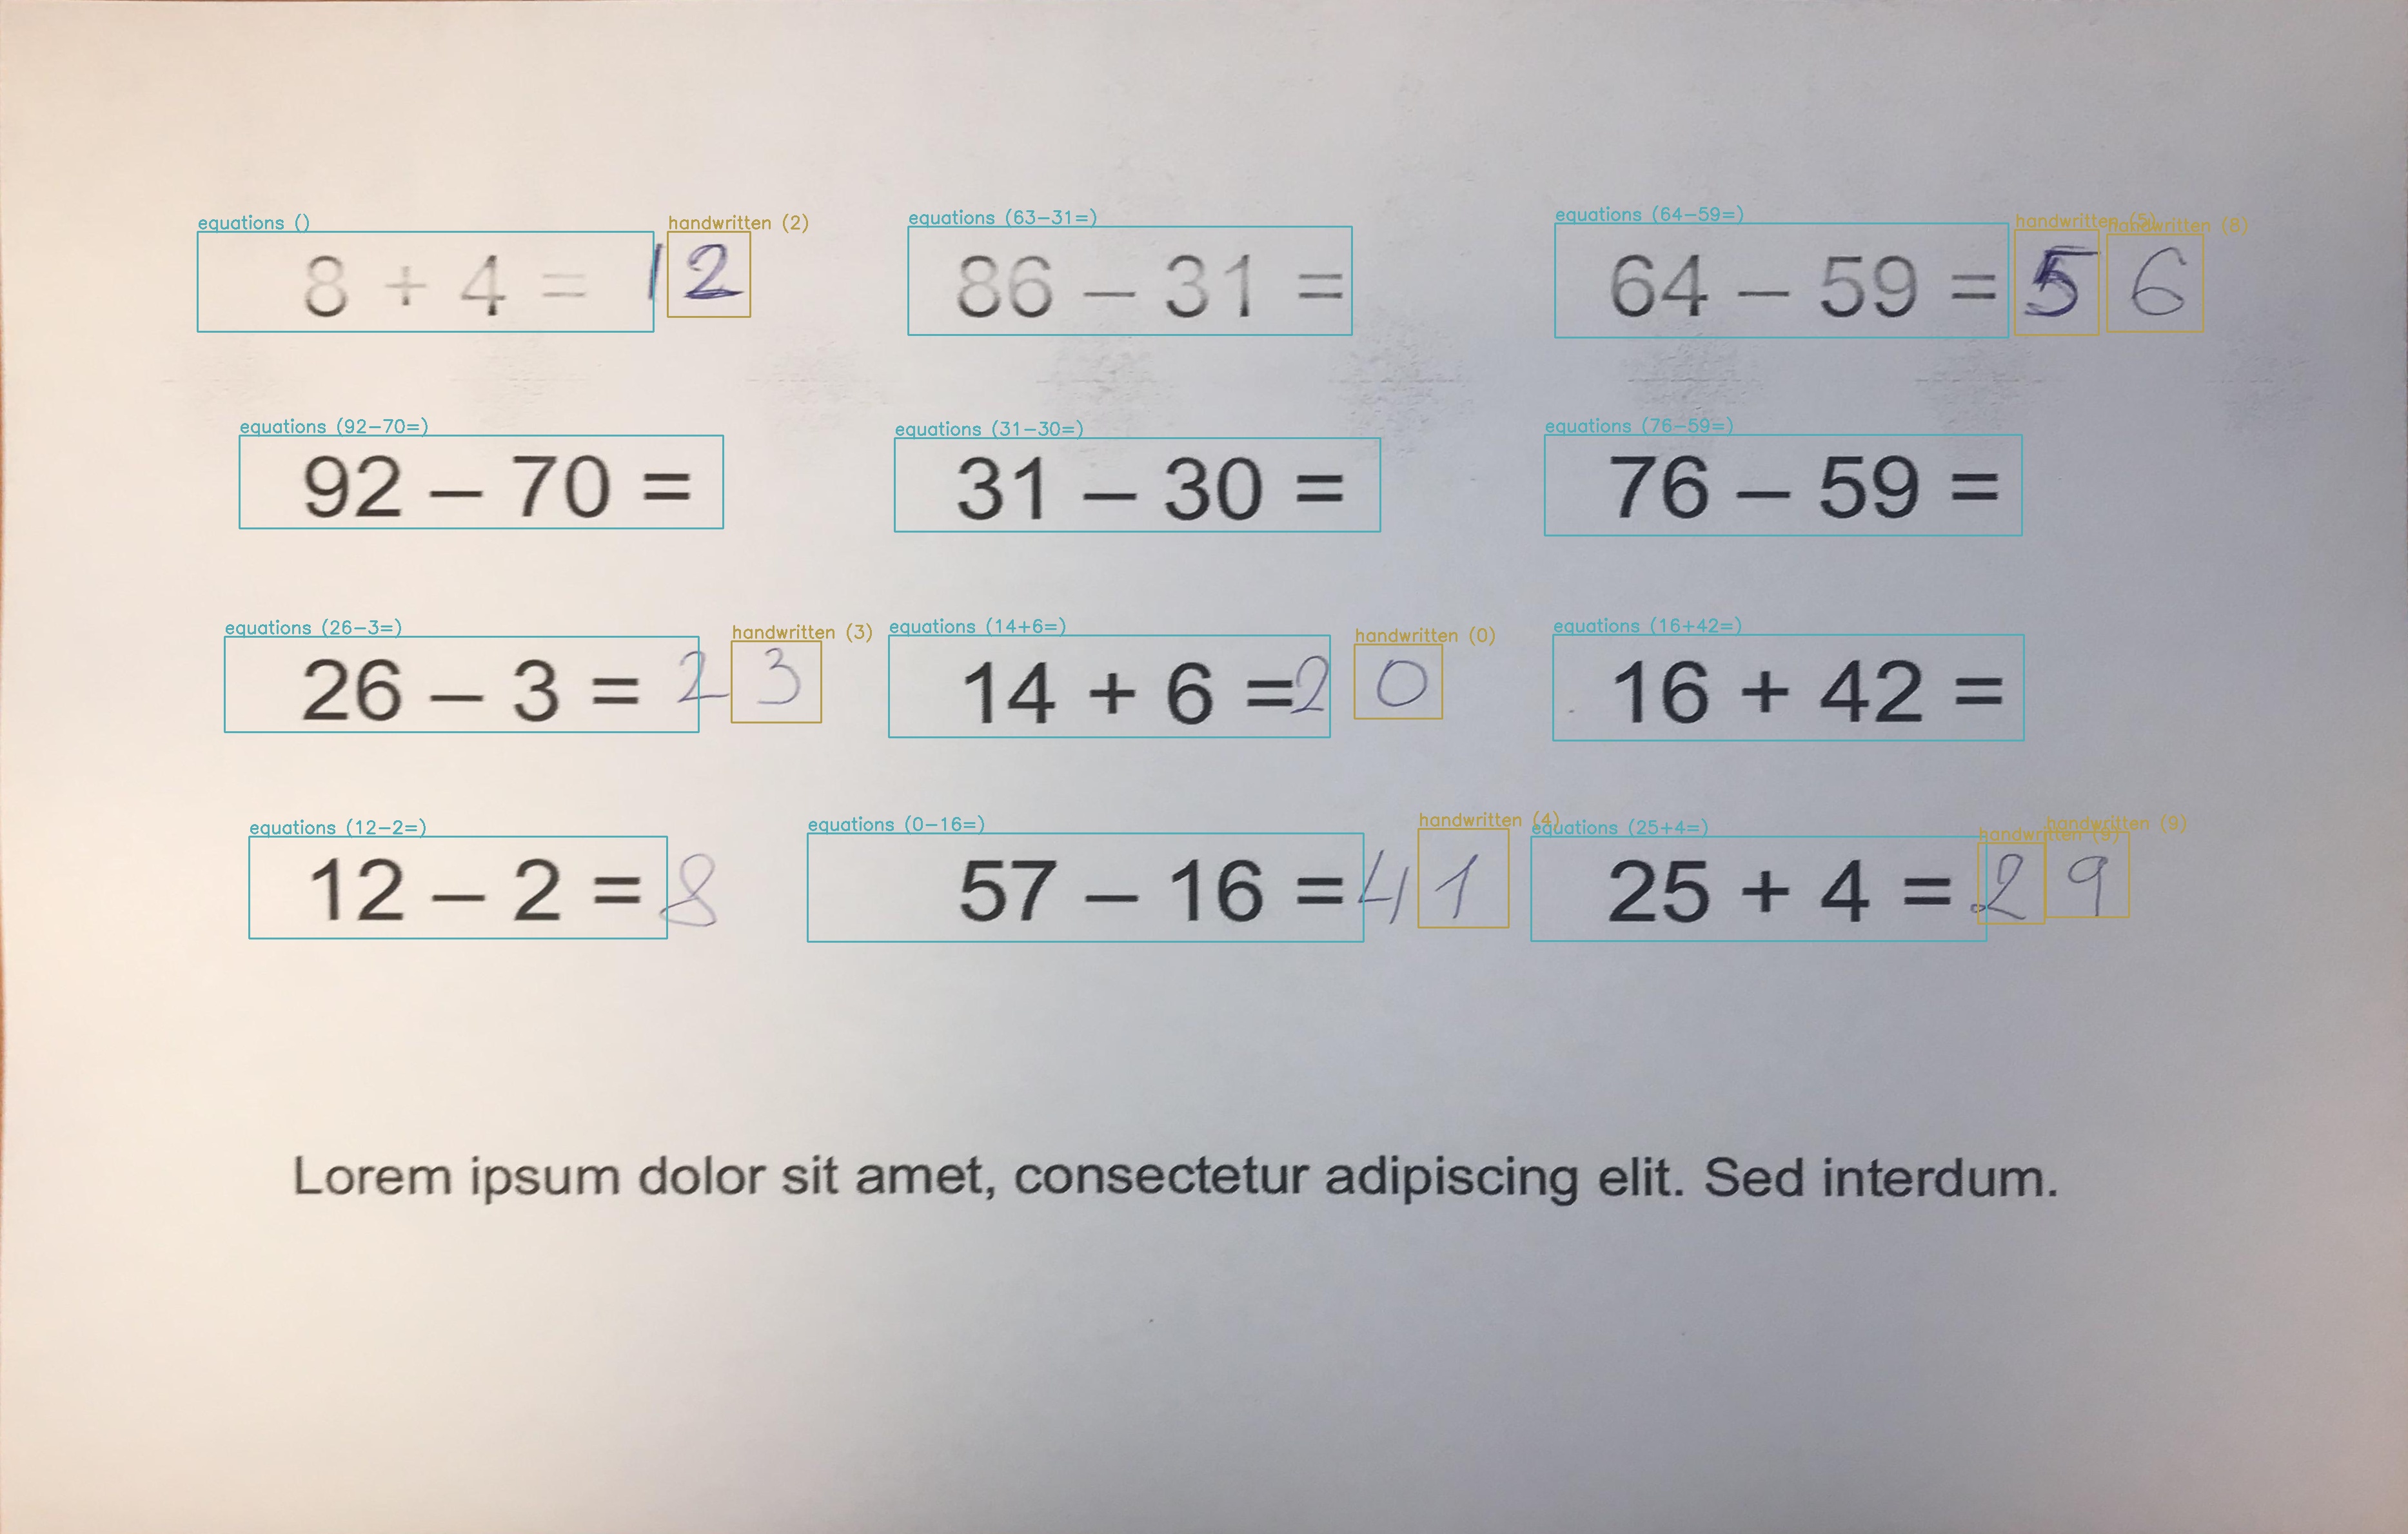 equations () handwritten (2) equations (63-31=) equations (64-59=) handwritten (5) handwritten (8)
8 + 4 = 12 86 – 31 = 64 – 59 = 5 6
equations (92-70=) equations (31-30=) equations (76-59=)
92 – 70 = 31 – 30 = 76 – 59 =
equations (26-3=) handwritten (3) equations (14+6=) handwritten (0) equations (16+42=)
26 – 3 = 23 14 + 6 =20 16 + 42 =
equations (12-2=) equations (0-16=) handwritten (4) equations (25+4=) handwritten handwritten (9)
12 – 2 = 8 57 – 16 =41 25 + 4 = 29
Lorem ipsum dolor sit amet, consectetur adipiscing elit. Sed interdum.